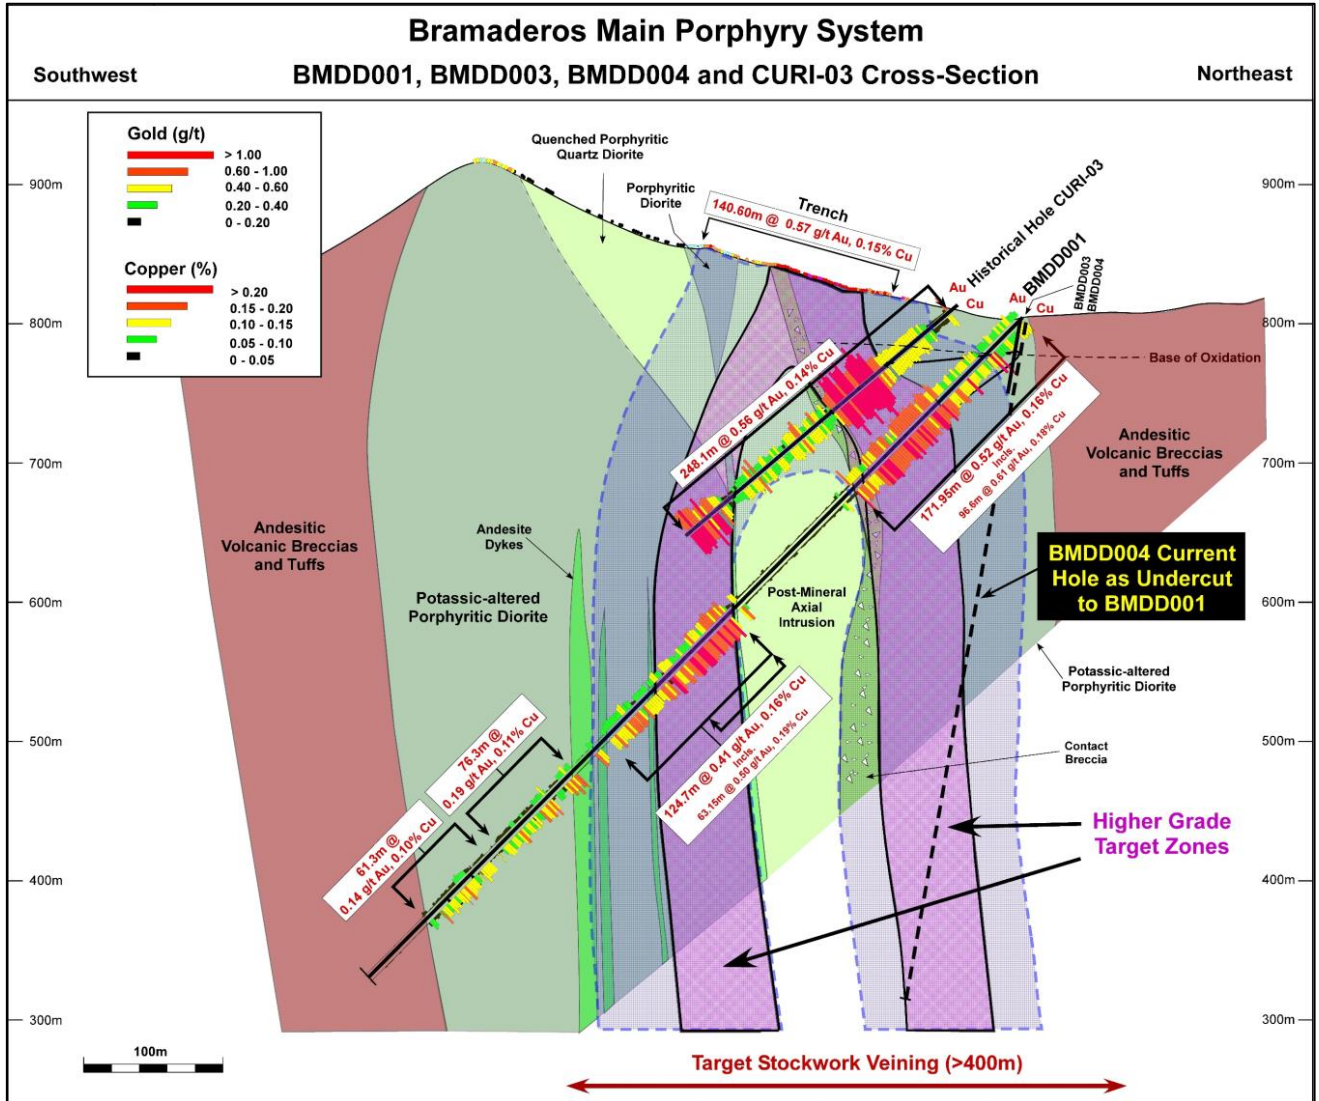 Bramaderos Main Porphyry System
Southwest
BMDD001, BMDD003, BMDD004 and CURI-03 Cross-Section
Northeast
Gold (g/t)
> 1.00
0.60 - 1.00
0.40 - 0.60
0.20 - 0.40
0 - 0.20
Copper (%)
> 0.20
0.15 - 0.20
0.10 - 0.15
0.05 - 0.10
0 - 0.05
900m
800m
700m
600m
500m
400m
300m
900m
800m
700m
600m
500m
400m
300m
Quenched Porphyritic
Quartz Diorite
Porphyritic
Diorite
Trench
140.60m @ 0.57 g/t Au, 0.15% Cu
Historical Hole CURI-03
Au
Cu
BMDD001
Au
Cu
BMDD003
BMDD004
Base of Oxidation
248.1m @ 0.56 g/t Au, 0.14% Cu
171.95m @ 0.52 g/t Au, 0.16% Cu
Incls.
96.6m @ 0.61 g/t Au, 0.18% Cu
Andesitic
Volcanic Breccias
and Tuffs
Andesitic
Volcanic Breccias
and Tuffs
Andesite
Dykes
Potassic-altered
Porphyritic Diorite
Post-Mineral
Axial
Intrusion
BMDD004 Current
Hole as Undercut
to BMDD001
Potassic-altered
Porphyritic Diorite
Contact
Breccia
124.7m @ 0.41 g/t Au, 0.16% Cu
Incls.
63.15m @ 0.50 g/t Au, 0.19% Cu
76.3m @
0.19 g/t Au, 0.11% Cu
61.3m @
0.14 g/t Au, 0.10% Cu
Higher Grade
Target Zones
100m
Target Stockwork Veining (>400m)